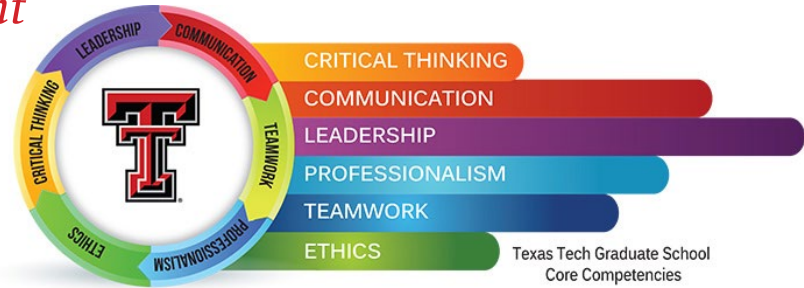 nt
LEADERSHIP
COMMUNICATION
TEAMWORK
PROFESSIONALISM
ETHICS
CRITICAL THINKING
CRITICAL THINKING
COMMUNICATION
LEADERSHIP
PROFESSIONALISM
TEAMWORK
ETHICS
Texas Tech Graduate School
Core Competencies